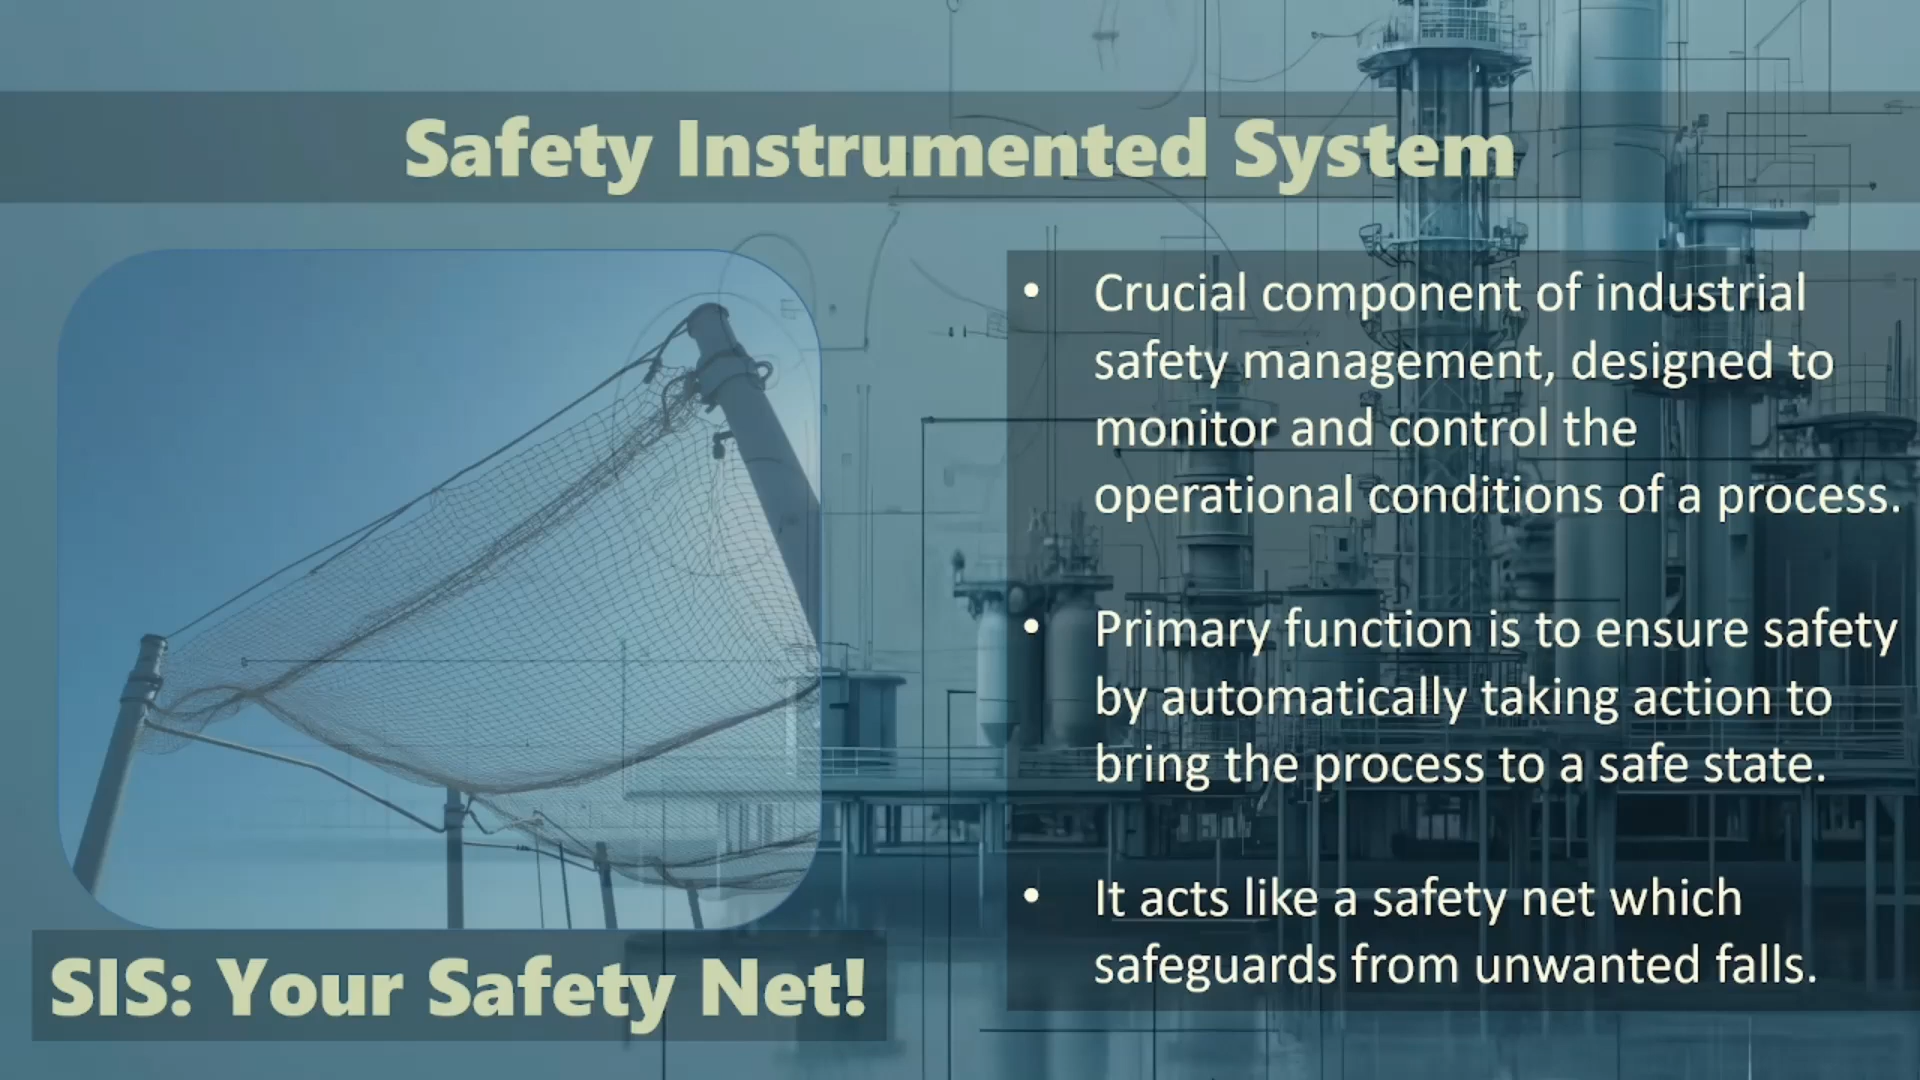 Safety Instrumented System
• Crucial component of industrial
safety management, designed to
monitor and control the
operational conditions of a process.
• Primary function is to ensure safety
by automatically taking action to
bring the process to a safe state.
• It acts like a safety net which
safeguards from unwanted falls.
SIS: Your Safety Net!